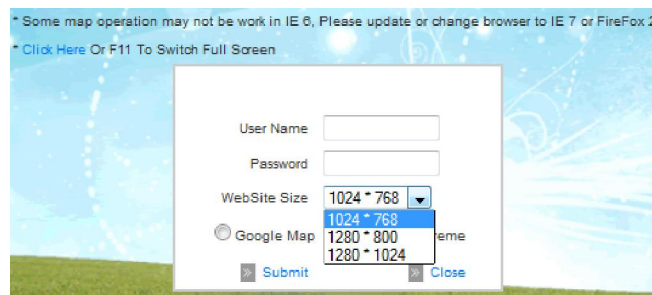 * Some map operation may not be work in IE 6, Please update or change browser to IE 7 or FireFox 2
* Click Here Or F11 To Switch Full Screen
User Name
Password
WebSite Size 1024 * 768
1024 * 768
Google Map 1280 * 800 eme
1280 * 1024
Submit Close